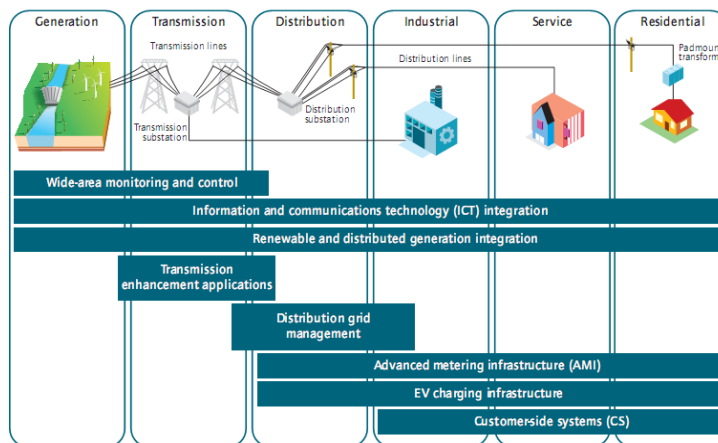 Generation
Transmission
Distribution
Industrial
Service
Residential
Transmission lines
Distribution lines
Padmoun
transform
Distribution
substation
Transmission
substation
Wide-area monitoring and control
Information and communications technology (ICT) integration
Renewable and distributed generation integration
Transmission
enhancement applications
Distribution grid
management
Advanced metering infrastructure (AMI)
EV charging infrastructure
Customer-side systems (CS)